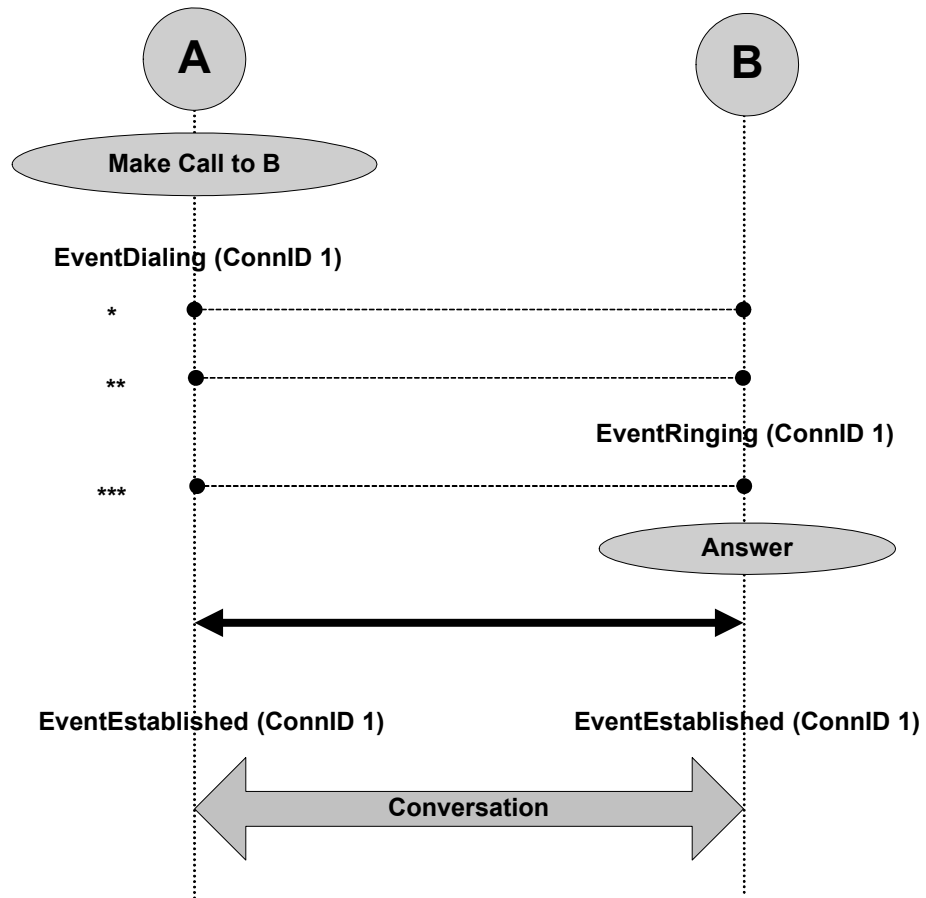 A
B
Make Call to B
EventDialing (ConnID 1)
*
**
EventRinging (ConnID 1)
***
Answer
EventEstablished (ConnID 1)
EventEstablished (ConnID 1)
Conversation